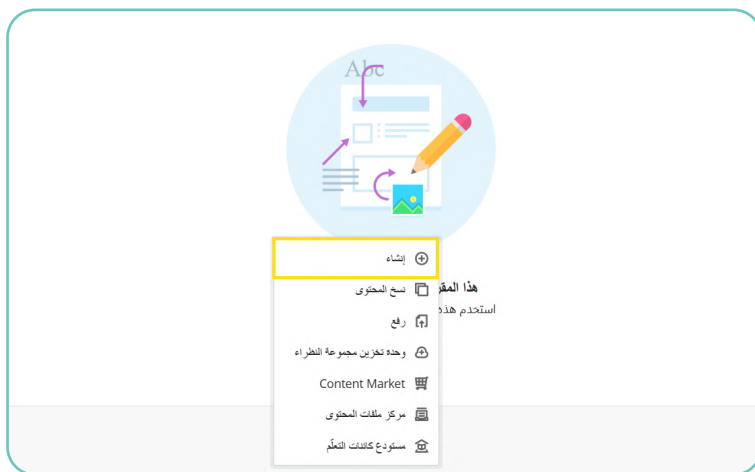 Abc
إنشاء
هذا المقر
نسخ المحتوى
استخدم هذه
رفع
وحدة تخزين مجموعة النظراء
Content Market
مركز ملفات المحتوى
مستودع كائنات التعلّم